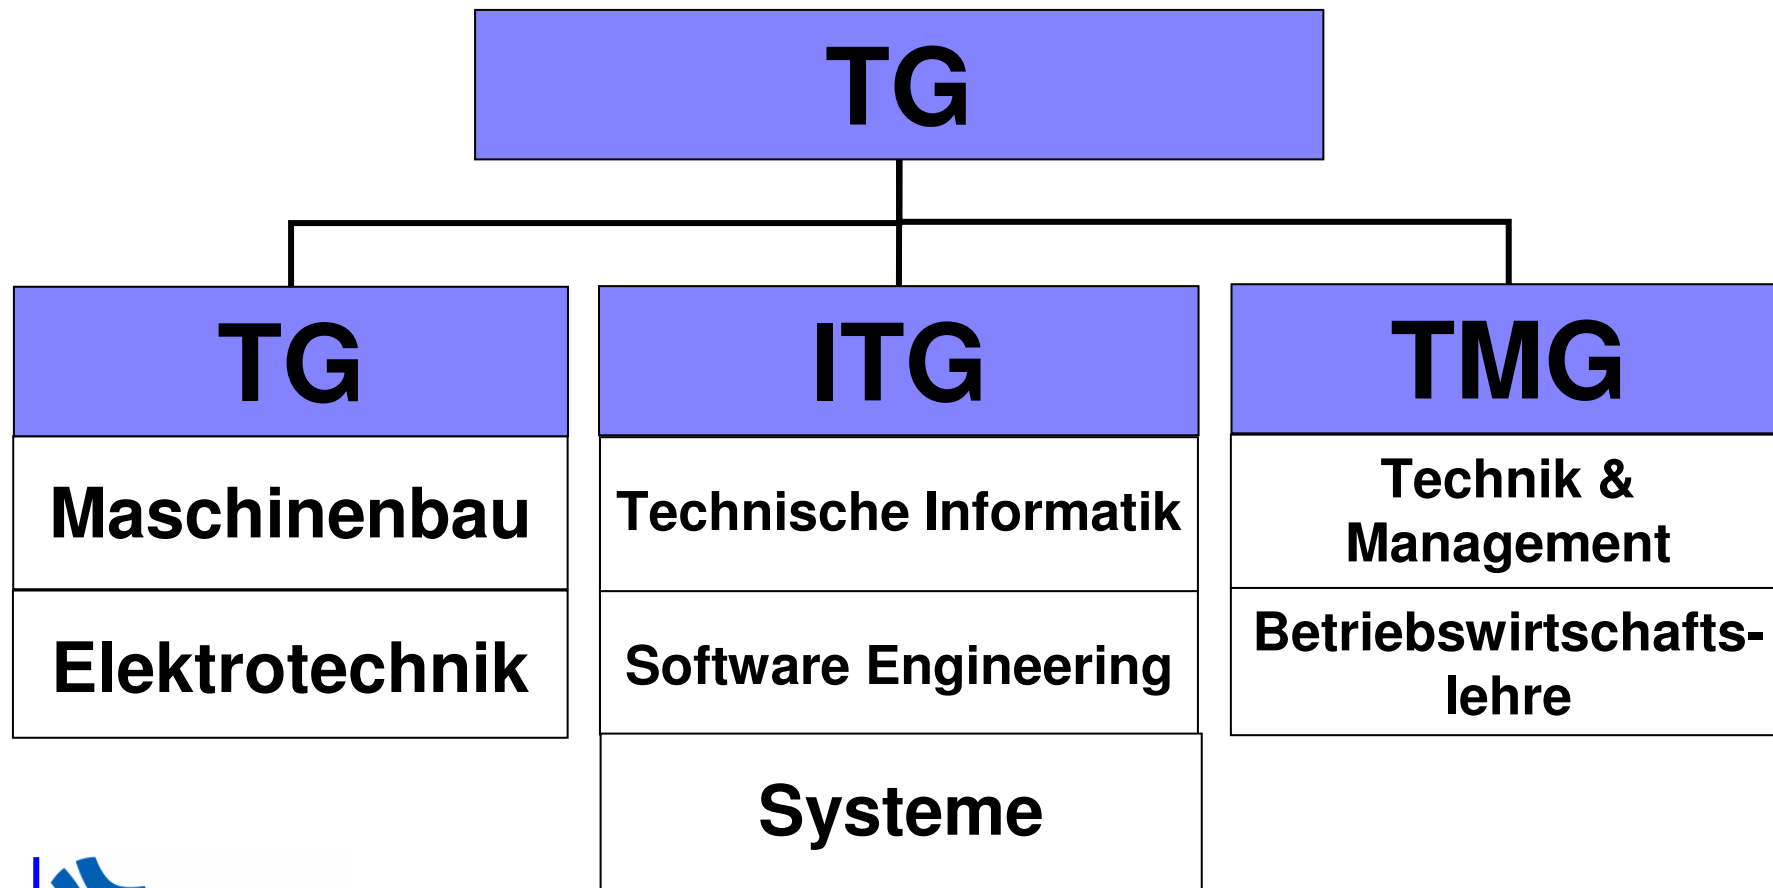 TG
TG
Maschinenbau
Elektrotechnik
ITG
Technische Informatik
Software Engineering
Systeme
TMG
Technik &
Management
Betriebswirtschafts-
lehre